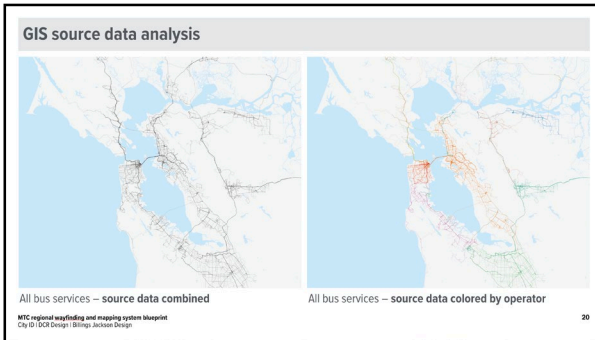 GIS source data analysis
All bus services – source data combined
All bus services – source data colored by operator
MTC regional wayfinding and mapping system blueprint
City ID | DCR Design | Billings Jackson Design
20